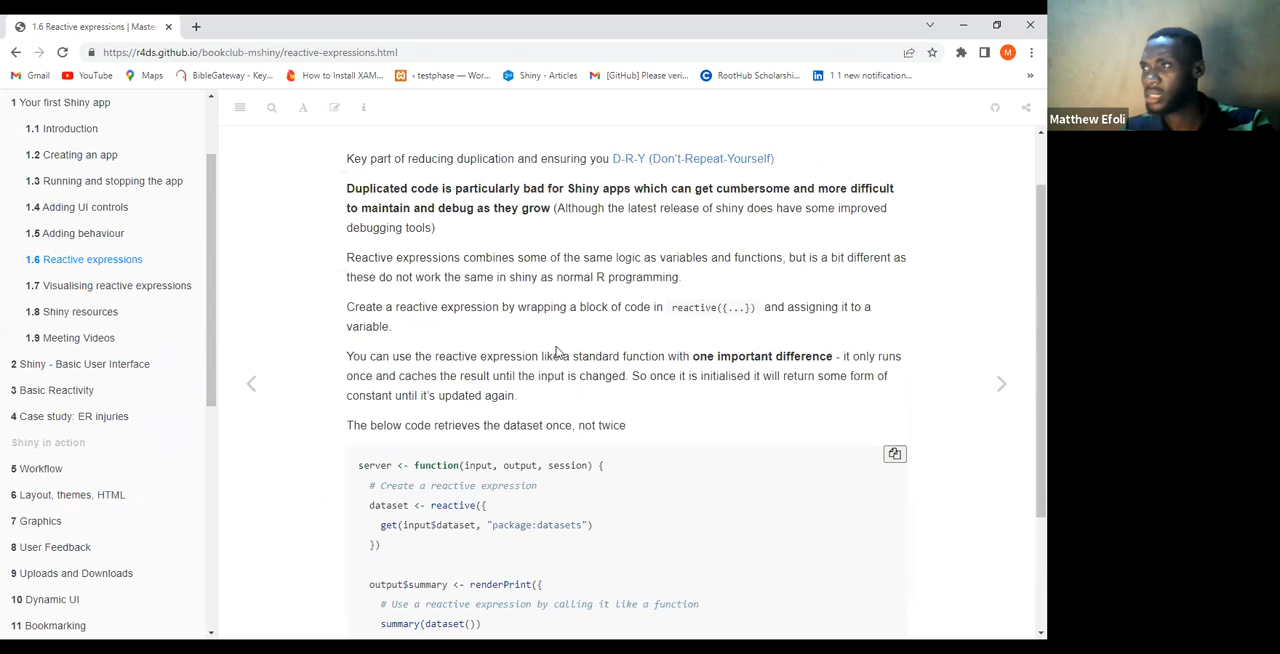 1.6 Reactive expressions | Maste
https://r4ds.github.io/bookclub-mshiny/reactive-expressions.html
M
Gmail
YouTube
Maps
BibleGateway - Key...
How to Install XAM...
testphase — Wor...
Shiny - Articles
[GitHub] Please veri...
RootHub Scholarshi...
1 1 new notification...
»
1 Your first Shiny app
1.1 Introduction
1.2 Creating an app
1.3 Running and stopping the app
1.4 Adding UI controls
1.5 Adding behaviour
1.6 Reactive expressions
1.7 Visualising reactive expressions
1.8 Shiny resources
1.9 Meeting Videos
2 Shiny - Basic User Interface
3 Basic Reactivity
4 Case study: ER injuries
Shiny in action
5 Workflow
6 Layout, themes, HTML
7 Graphics
8 User Feedback
9 Uploads and Downloads
10 Dynamic UI
11 Bookmarking
Key part of reducing duplication and ensuring you D-R-Y (Don't-Repeat-Yourself)
Duplicated code is particularly bad for Shiny apps which can get cumbersome and more difficult
to maintain and debug as they grow (Although the latest release of shiny does have some improved
debugging tools)
Reactive expressions combines some of the same logic as variables and functions, but is a bit different as
these do not work the same in shiny as normal R programming.
Create a reactive expression by wrapping a block of code in reactive({...}) and assigning it to a
variable.
You can use the reactive expression like a standard function with one important difference - it only runs
once and caches the result until the input is changed. So once it is initialised it will return some form of
constant until it's updated again.
The below code retrieves the dataset once, not twice
server <- function(input, output, session) {
# Create a reactive expression
dataset <- reactive({
get(input$dataset, "package:datasets")
})
output$summary <- renderPrint({
# Use a reactive expression by calling it like a function
summary(dataset())
Matthew Efoli